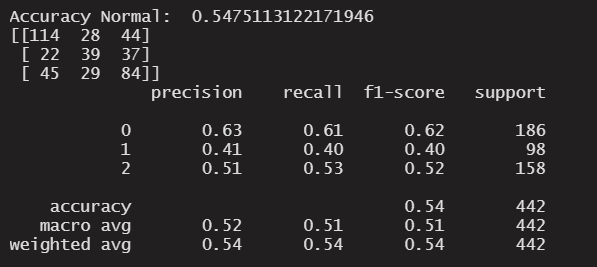 Accuracy Normal:  0.5475113122171946
[[114  28  44]
 [ 22  39  37]
 [ 45  29  84]]
              precision    recall  f1-score   support

           0       0.63      0.61      0.62       186
           1       0.41      0.40      0.40        98
           2       0.51      0.53      0.52       158

    accuracy                           0.54       442
   macro avg       0.52      0.51      0.51       442
weighted avg       0.54      0.54      0.54       442